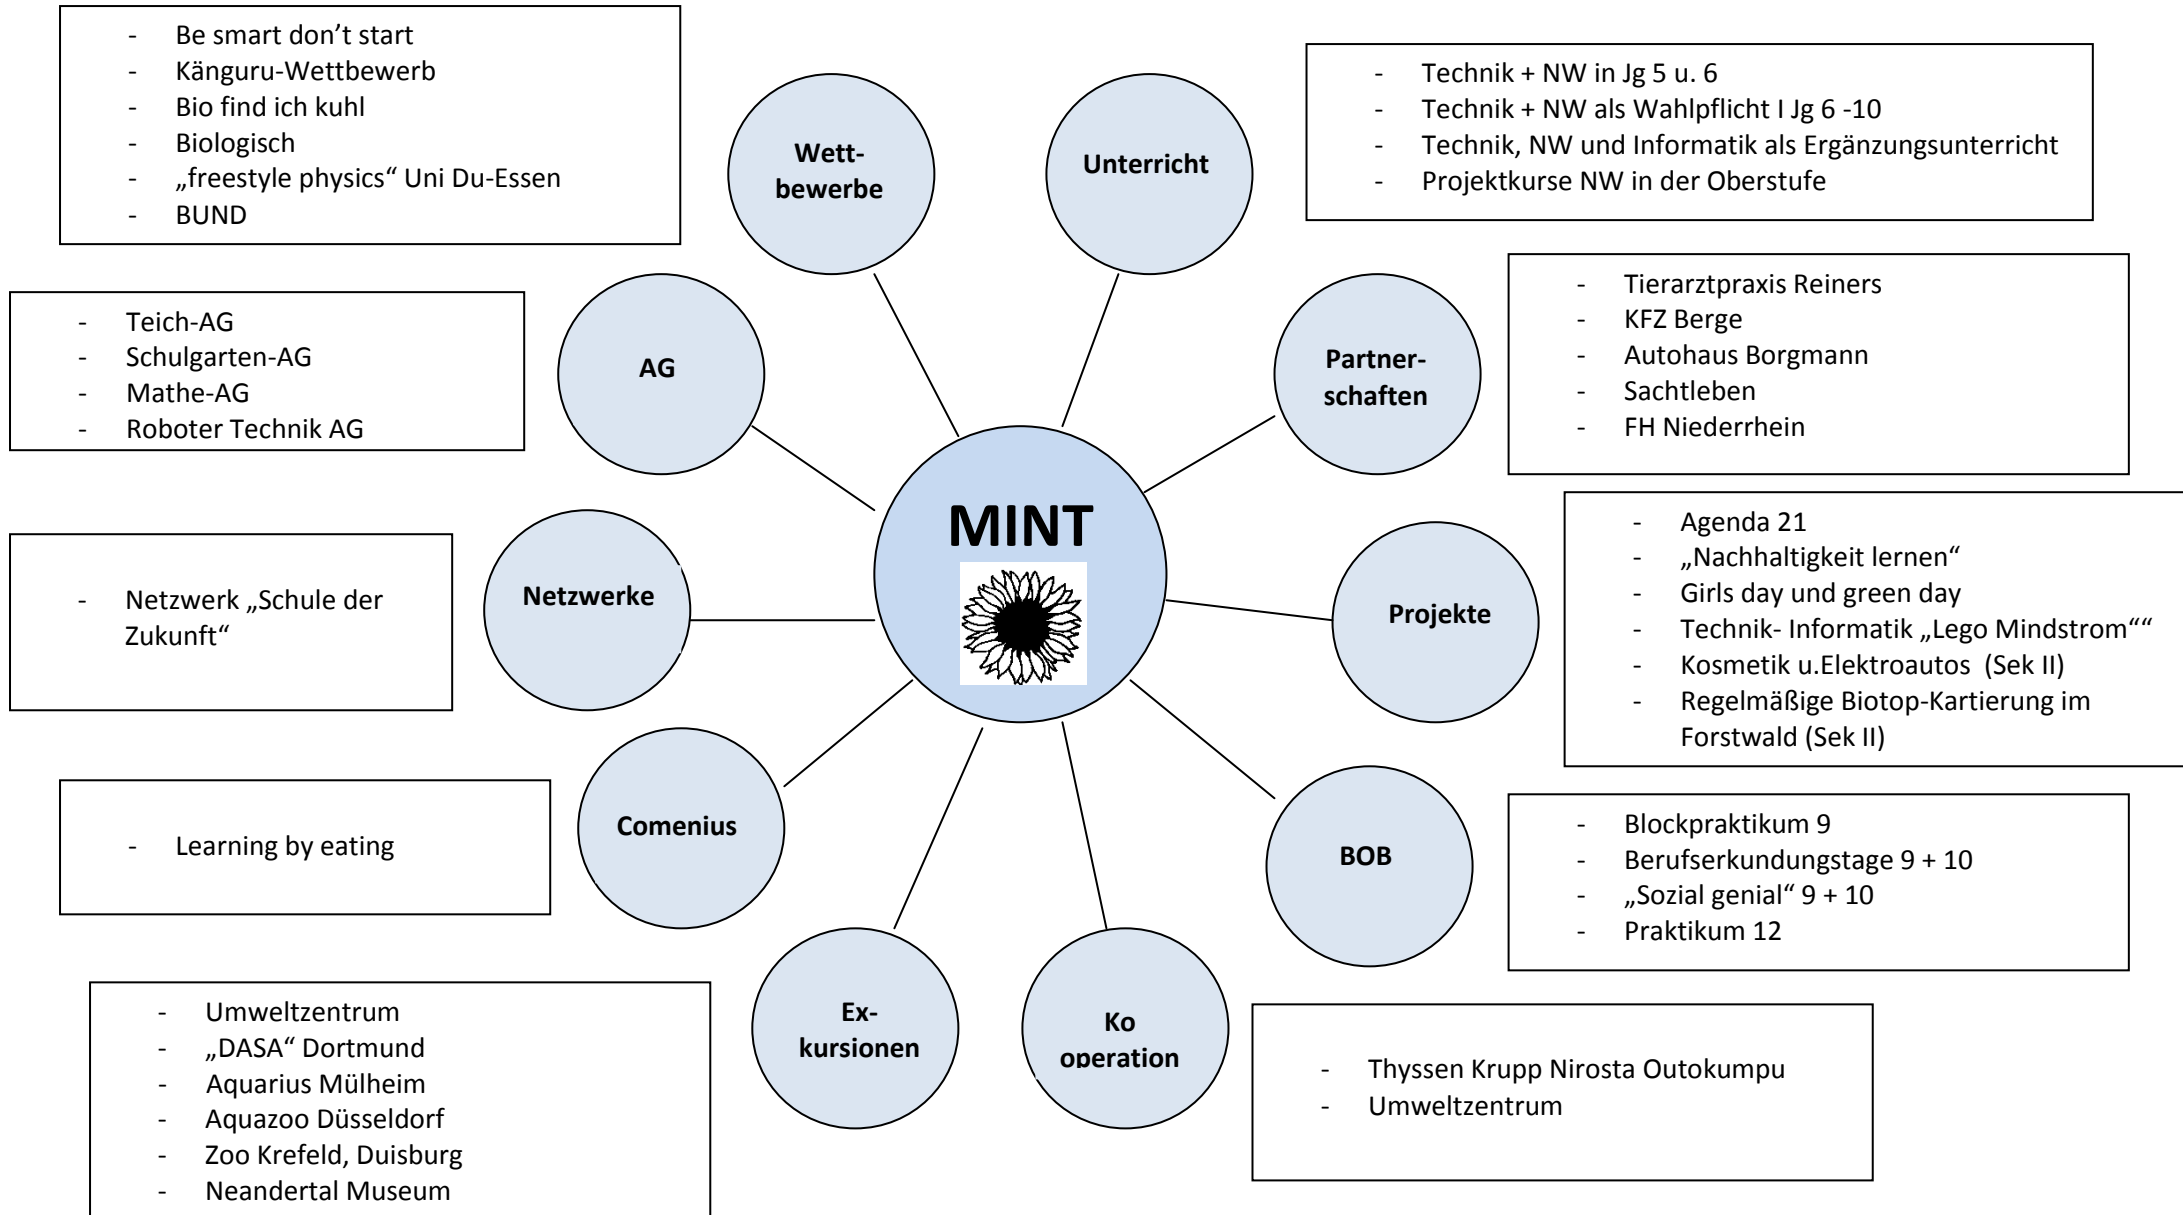 - Be smart don’t start
- Känguru-Wettbewerb
- Bio find ich kuhl
- Biologisch
- „freestyle physics“ Uni Du-Essen
- BUND
Wett-
bewerbe
Unterricht
- Technik + NW in Jg 5 u. 6
- Technik + NW als Wahlpflicht I Jg 6 -10
- Technik, NW und Informatik als Ergänzungsunterricht
- Projektkurse NW in der Oberstufe
- Teich-AG
- Schulgarten-AG
- Mathe-AG
- Roboter Technik AG
AG
Partner-
schaften
- Tierarztpraxis Reiners
- KFZ Berge
- Autohaus Borgmann
- Sachtleben
- FH Niederrhein
MINT
- Netzwerk „Schule der
Zukunft“
Netzwerke
Projekte
- Agenda 21
- „Nachhaltigkeit lernen“
- Girls day und green day
- Technik- Informatik „Lego Mindstrom““
- Kosmetik u.Elektroautos (Sek II)
- Regelmäßige Biotop-Kartierung im
Forstwald (Sek II)
- Learning by eating
Comenius
BOB
- Blockpraktikum 9
- Berufserkundungstage 9 + 10
- „Sozial genial“ 9 + 10
- Praktikum 12
- Umweltzentrum
- „DASA“ Dortmund
- Aquarius Mülheim
- Aquazoo Düsseldorf
- Zoo Krefeld, Duisburg
- Neandertal Museum
Ex-
kursionen
Ko
operation
- Thyssen Krupp Nirosta Outokumpu
- Umweltzentrum